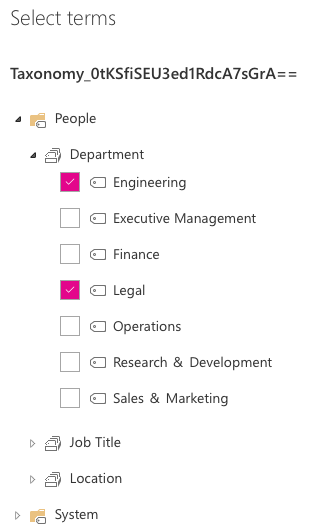 Select terms
Taxonomy_0tKSfiSEU3ed1RdcA7sGrA==
People
Department
Engineering
Executive Management
Finance
Legal
Operations
Research & Development
Sales & Marketing
Job Title
Location
System